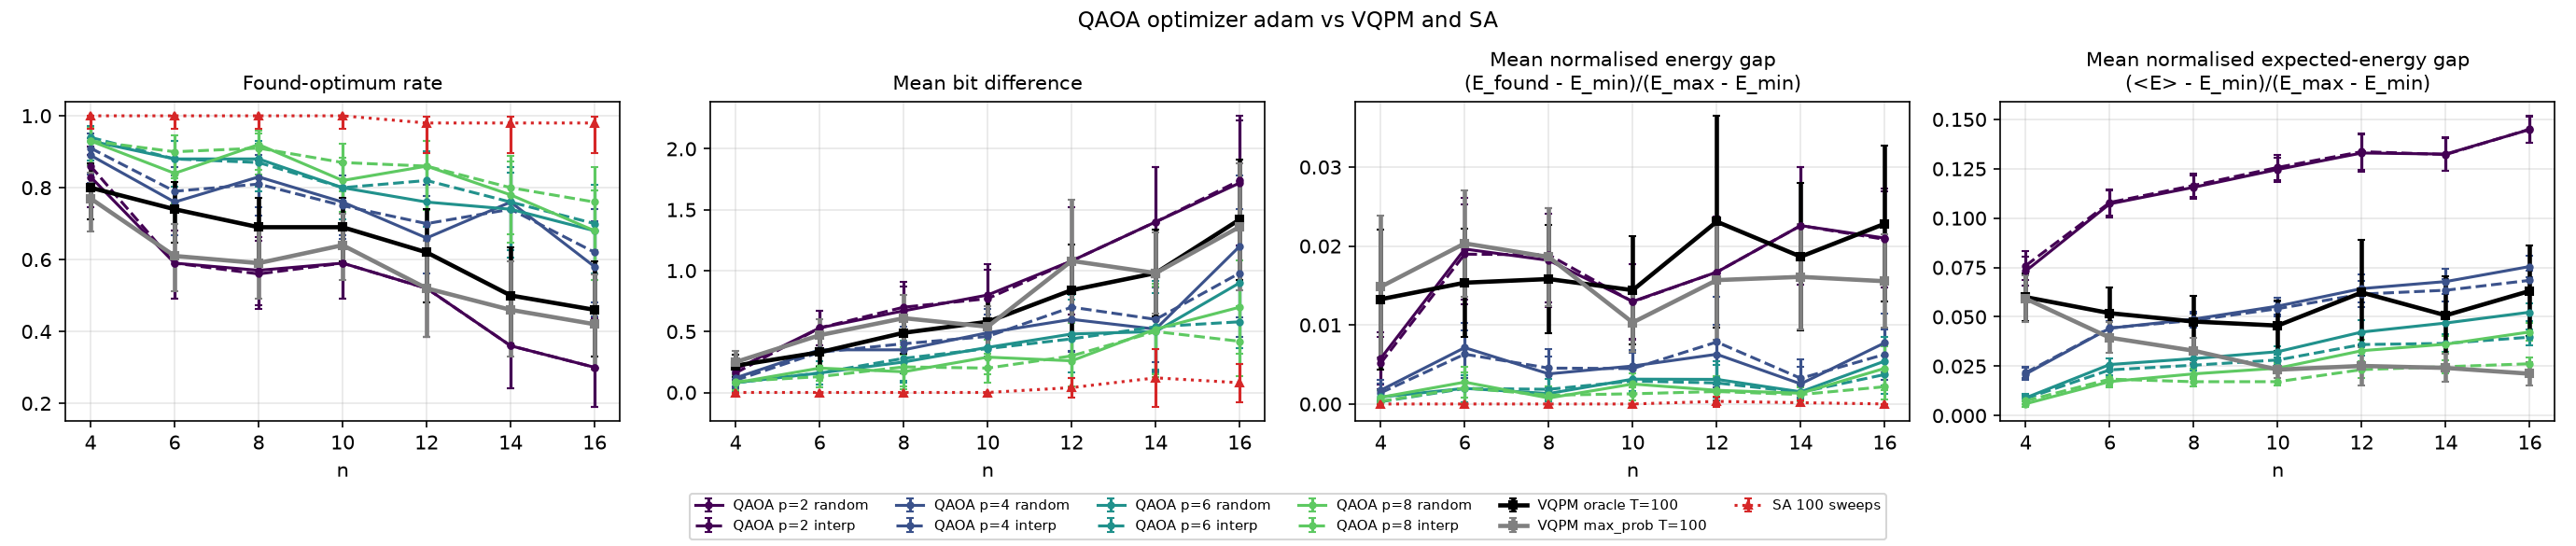 QAOA optimizer adam vs VQPM and SA
Found-optimum rate
1.0
0.8
0.6
0.4
0.2
4 6 8 10 12 14 16
n
Mean bit difference
2.0
1.5
1.0
0.5
0.0
4 6 8 10 12 14 16
n
Mean normalised energy gap
(E_found - E_min)/(E_max - E_min)
0.03
0.02
0.01
0.00
4 6 8 10 12 14 16
n
Mean normalised expected-energy gap
(<E> - E_min)/(E_max - E_min)
0.150
0.125
0.100
0.075
0.050
0.025
0.000
4 6 8 10 12 14 16
n
QAOA p=2 random
QAOA p=2 interp
QAOA p=4 random
QAOA p=4 interp
QAOA p=6 random
QAOA p=6 interp
QAOA p=8 random
QAOA p=8 interp
VQPM oracle T=100
VQPM max_prob T=100
SA 100 sweeps